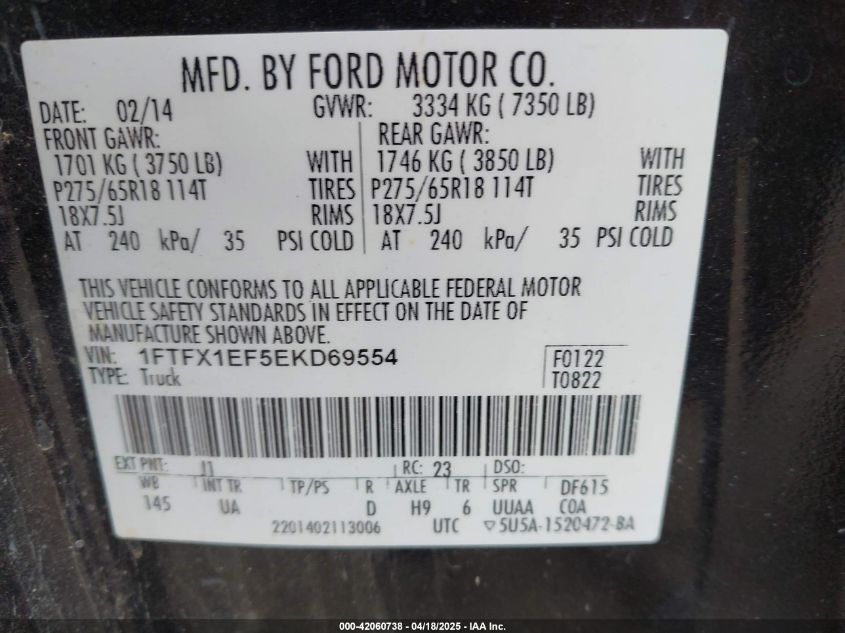 MFD. BY FORD MOTOR CO.
DATE: 02/14 GVWR: 3334 KG ( 7350 LB)
FRONT GAWR: REAR GAWR:
1701 KG ( 3750 LB) WITH 1746 KG ( 3850 LB) WITH
P275/65R18 114T TIRES P275/65R18 114T TIRES
18X7.5J RIMS 18X7.5J RIMS
AT 240 kPa/ 35 PSI COLD AT 240 kPa/ 35 PSI COLD
THIS VEHICLE CONFORMS TO ALL APPLICABLE FEDERAL MOTOR
VEHICLE SAFETY STANDARDS IN EFFECT ON THE DATE OF
MANUFACTURE SHOWN ABOVE.
VIN: 1FTFX1EF5EKD69554 F0122
TYPE: Truck T0822
EXT PNT: J1 RC: 23 DSO:
WB INT TR TP/PS R AXLE TR SPR DF615
145 UA D H9 6 UUAA COA
2201402113006 UTC ▽5U5A-1520472-BA
000-42060738 - 04/18/2025 - IAA Inc.